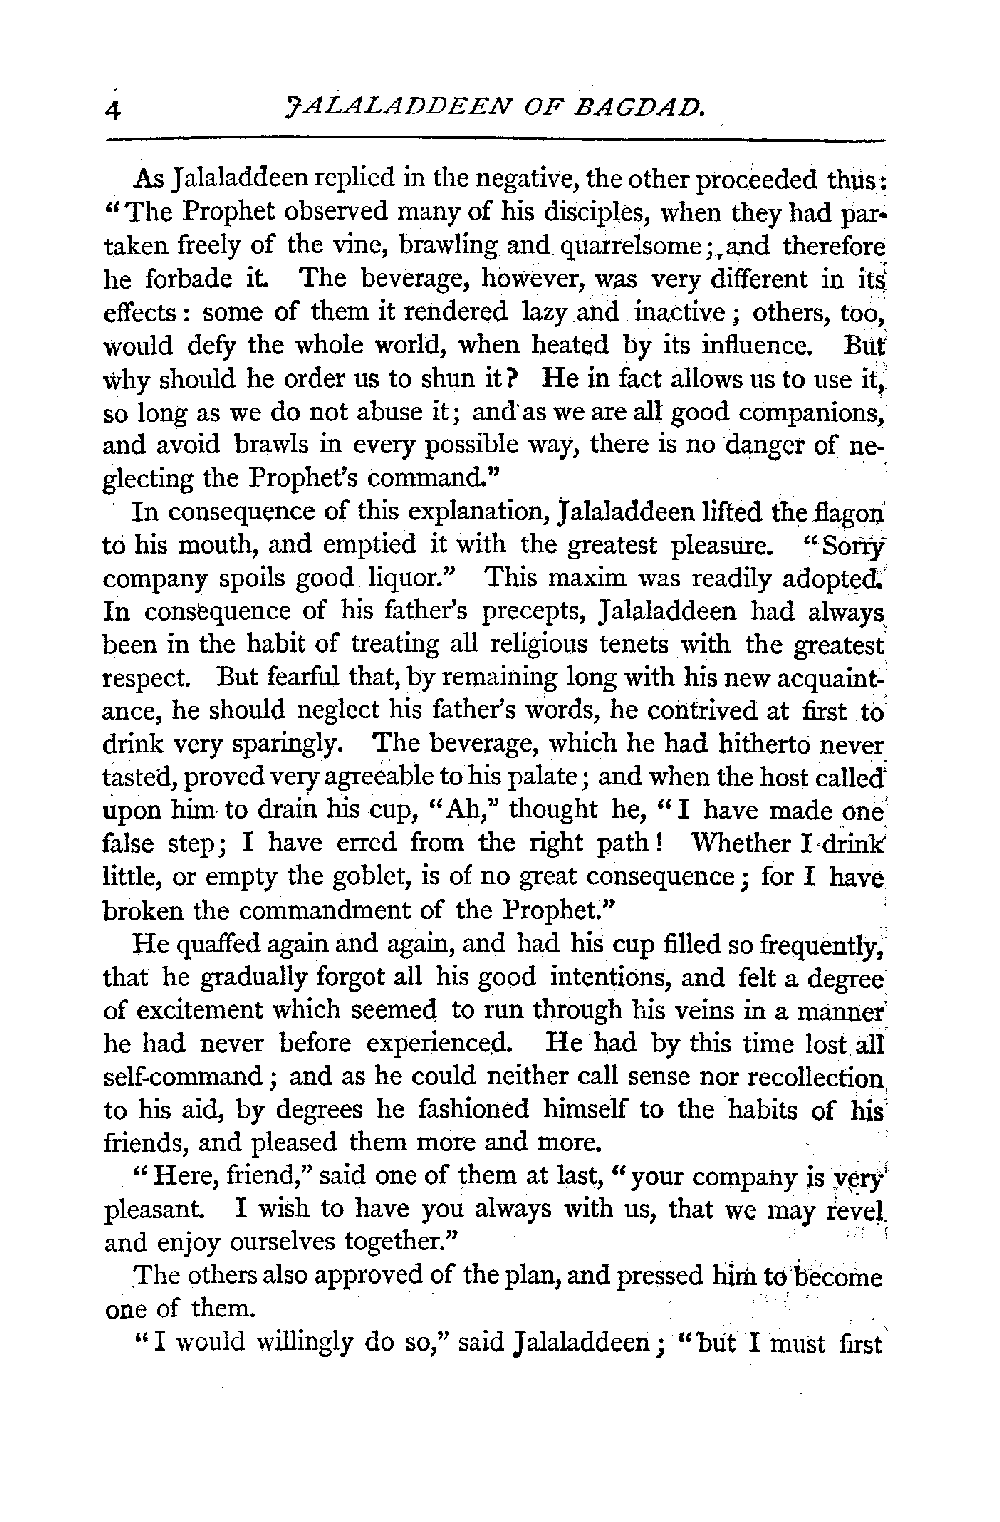 4 JALALADDEEN OF BAGDAD.
As Jalaladdeen replied in the negative, the other proceeded thus:
“The Prophet observed many of his disciples, when they had par-
taken freely of the vine, brawling and quarrelsome; and therefore
he forbade it. The beverage, however, was very different in its
effects: some of them it rendered lazy and inactive; others, too,
would defy the whole world, when heated by its influence. But
why should he order us to shun it? He in fact allows us to use it,
so long as we do not abuse it; and as we are all good companions,
and avoid brawls in every possible way, there is no danger of ne-
glecting the Prophet's command.”
In consequence of this explanation, Jalaladdeen lifted the flagon
to his mouth, and emptied it with the greatest pleasure. “Sorry
company spoils good liquor.” This maxim was readily adopted.
In consequence of his father's precepts, Jalaladdeen had always
been in the habit of treating all religious tenets with the greatest
respect. But fearful that, by remaining long with his new acquaint-
ance, he should neglect his father's words, he contrived at first to
drink very sparingly. The beverage, which he had hitherto never
tasted, proved very agreeable to his palate; and when the host called
upon him to drain his cup, “Ah,” thought he, “I have made one
false step; I have erred from the right path! Whether I drink
little, or empty the goblet, is of no great consequence; for I have
broken the commandment of the Prophet.”
He quaffed again and again, and had his cup filled so frequently,
that he gradually forgot all his good intentions, and felt a degree
of excitement which seemed to run through his veins in a manner
he had never before experienced. He had by this time lost all
self-command; and as he could neither call sense nor recollection
to his aid, by degrees he fashioned himself to the habits of his
friends, and pleased them more and more.
“Here, friend,” said one of them at last, “your company is very
pleasant. I wish to have you always with us, that we may revel
and enjoy ourselves together.”
The others also approved of the plan, and pressed him to become
one of them.
“I would willingly do so,” said Jalaladdeen; “but I must first